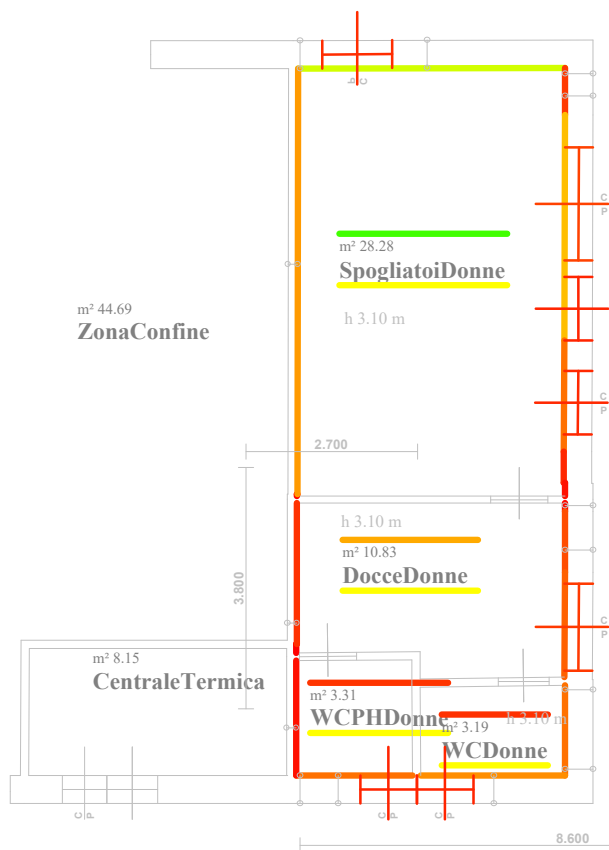 b
C
C
P
m² 28.28
SpogliatoiDonne
m² 44.69
ZonaConfine
h 3.10 m
C
P
C
P
2.700
h 3.10 m
m² 10.83
DocceDonne
3.800
C
P
m² 8.15
CentraleTermica
m² 3.31
WCPHDonne
m² 3.19
h 3.10 m
WCDonne
C
P
C
P
8.600